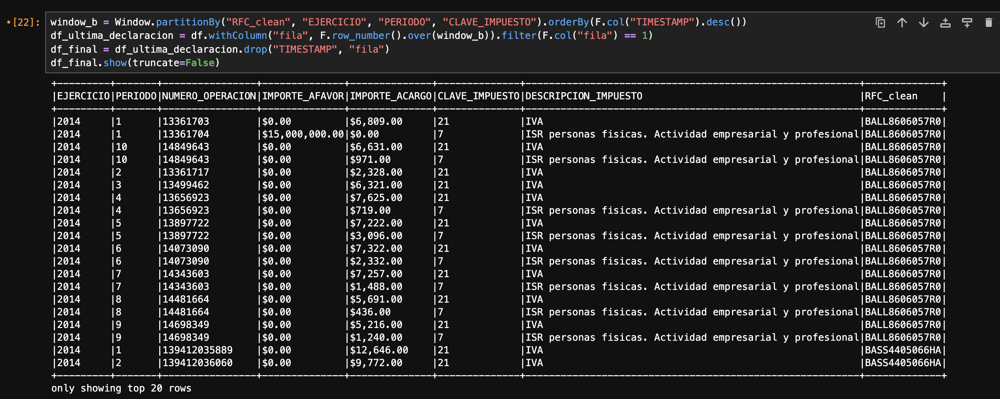 •[22]:
window_b = Window.partitionBy("RFC_clean", "EJERCICIO", "PERIODO", "CLAVE_IMPUESTO").orderBy(F.col("TIMESTAMP").desc())
df_ultima_declaracion = df.withColumn("fila", F.row_number().over(window_b)).filter(F.col("fila") == 1)
df_final = df_ultima_declaracion.drop("TIMESTAMP", "fila")
df_final.show(truncate=False)
+---------+-------+----------------+---------------+--------------+---------------+---------------------------------------------------------+-------------+
|EJERCICIO|PERIODO|NUMERO_OPERACION|IMPORTE_AFAVOR|IMPORTE_ACARGO|CLAVE_IMPUESTO|DESCRIPCION_IMPUESTO |RFC_clean |
+---------+-------+----------------+---------------+--------------+---------------+---------------------------------------------------------+-------------+
|2014 |1 |13361703 |$0.00 |$6,809.00 |21 |IVA |BALL8606057R0|
|2014 |1 |13361704 |$15,000,000.00|$0.00 |7 |ISR personas fisicas. Actividad empresarial y profesional|BALL8606057R0|
|2014 |10 |14849643 |$0.00 |$6,631.00 |21 |IVA |BALL8606057R0|
|2014 |10 |14849643 |$0.00 |$971.00 |7 |ISR personas fisicas. Actividad empresarial y profesional|BALL8606057R0|
|2014 |2 |13361717 |$0.00 |$2,328.00 |21 |IVA |BALL8606057R0|
|2014 |3 |13499462 |$0.00 |$6,321.00 |21 |IVA |BALL8606057R0|
|2014 |4 |13656923 |$0.00 |$7,625.00 |21 |IVA |BALL8606057R0|
|2014 |4 |13656923 |$0.00 |$719.00 |7 |ISR personas fisicas. Actividad empresarial y profesional|BALL8606057R0|
|2014 |5 |13897722 |$0.00 |$7,222.00 |21 |IVA |BALL8606057R0|
|2014 |5 |13897722 |$0.00 |$3,096.00 |7 |ISR personas fisicas. Actividad empresarial y profesional|BALL8606057R0|
|2014 |6 |14073090 |$0.00 |$7,322.00 |21 |IVA |BALL8606057R0|
|2014 |6 |14073090 |$0.00 |$2,332.00 |7 |ISR personas fisicas. Actividad empresarial y profesional|BALL8606057R0|
|2014 |7 |14343603 |$0.00 |$7,257.00 |21 |IVA |BALL8606057R0|
|2014 |7 |14343603 |$0.00 |$1,488.00 |7 |ISR personas fisicas. Actividad empresarial y profesional|BALL8606057R0|
|2014 |8 |14481664 |$0.00 |$5,691.00 |21 |IVA |BALL8606057R0|
|2014 |8 |14481664 |$0.00 |$436.00 |7 |ISR personas fisicas. Actividad empresarial y profesional|BALL8606057R0|
|2014 |9 |14698349 |$0.00 |$5,216.00 |21 |IVA |BALL8606057R0|
|2014 |9 |14698349 |$0.00 |$1,240.00 |7 |ISR personas fisicas. Actividad empresarial y profesional|BALL8606057R0|
|2014 |1 |139412035889 |$0.00 |$12,646.00 |21 |IVA |BASS4405066HA|
|2014 |2 |139412036060 |$0.00 |$9,772.00 |21 |IVA |BASS4405066HA|
+---------+-------+----------------+---------------+--------------+---------------+---------------------------------------------------------+-------------+
only showing top 20 rows